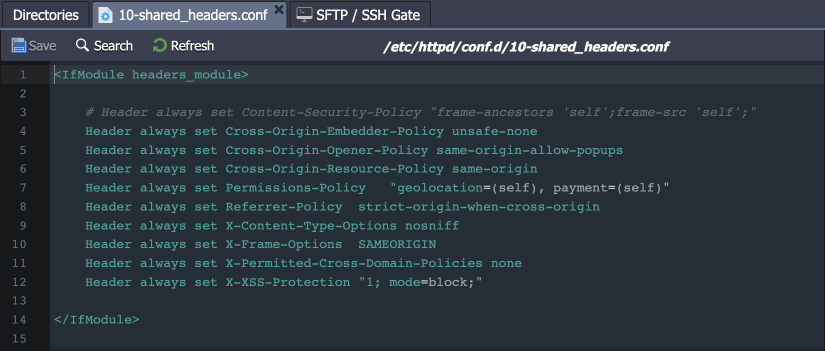 Directories 10-shared_headers.conf SFTP / SSH Gate
Save Search Refresh /etc/httpd/conf.d/10-shared_headers.conf
1 <IfModule headers_module>
2
3 # Header always set Content-Security-Policy "frame-ancestors 'self';frame-src 'self';"
4 Header always set Cross-Origin-Embedder-Policy unsafe-none
5 Header always set Cross-Origin-Opener-Policy same-origin-allow-popups
6 Header always set Cross-Origin-Resource-Policy same-origin
7 Header always set Permissions-Policy   "geolocation=(self), payment=(self)"
8 Header always set Referrer-Policy  strict-origin-when-cross-origin
9 Header always set X-Content-Type-Options nosniff
10 Header always set X-Frame-Options  SAMEORIGIN
11 Header always set X-Permitted-Cross-Domain-Policies none
12 Header always set X-XSS-Protection "1; mode=block;"
13
14 </IfModule>
15